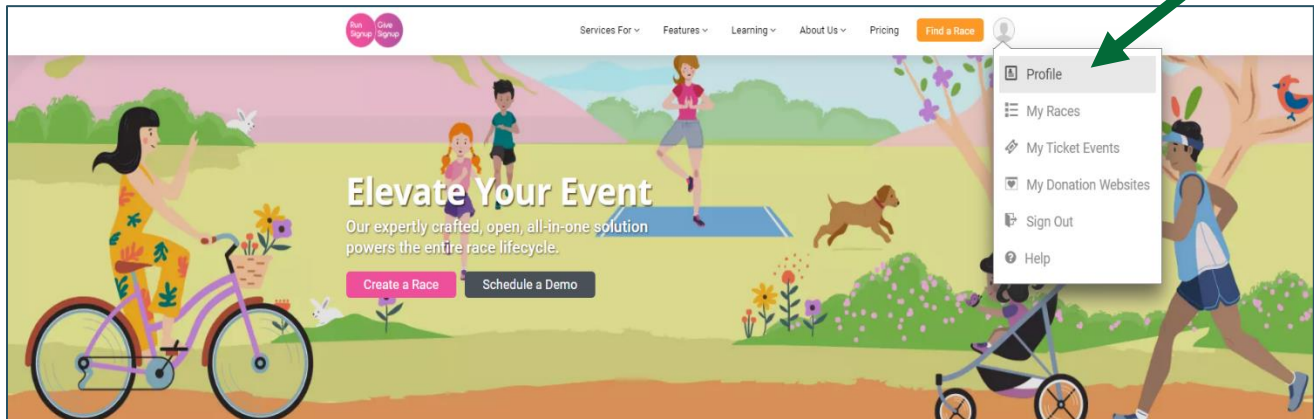 Run Signup Give Signup
Services For
Features
Learning
About Us
Pricing
Find a Race
Profile
My Races
My Ticket Events
My Donation Websites
Sign Out
Help
Elevate Your Event
Our expertly crafted, open, all-in-one solution
powers the entire race lifecycle.
Create a Race
Schedule a Demo